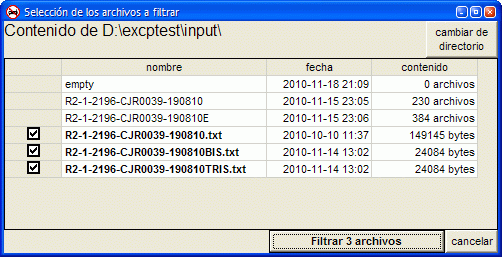 Selección de los archivos a filtrar
Contenido de D:\excptest\input\
cambiar de
directorio
nombre fecha contenido
empty 2010-11-18 21:09 0 archivos
R2-1-2196-CJR0039-190810 2010-11-15 23:05 230 archivos
R2-1-2196-CJR0039-190810E 2010-11-15 23:06 384 archivos
R2-1-2196-CJR0039-190810.txt 2010-10-10 11:37 149145 bytes
R2-1-2196-CJR0039-190810BIS.txt 2010-11-14 13:02 24084 bytes
R2-1-2196-CJR0039-190810TRIS.txt 2010-11-14 13:02 24084 bytes
Filtrar 3 archivos cancelar